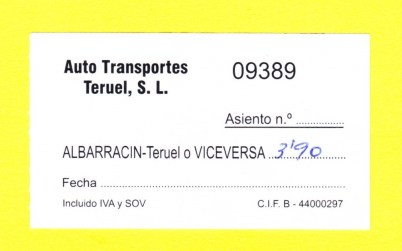 Auto Transportes
Teruel, S. L.
09389
Asiento n.º ................
ALBARRACIN-Teruel o VICEVERSA 3'90
Fecha ................................................................
Incluido IVA y SOV
C.I.F. B - 44000297